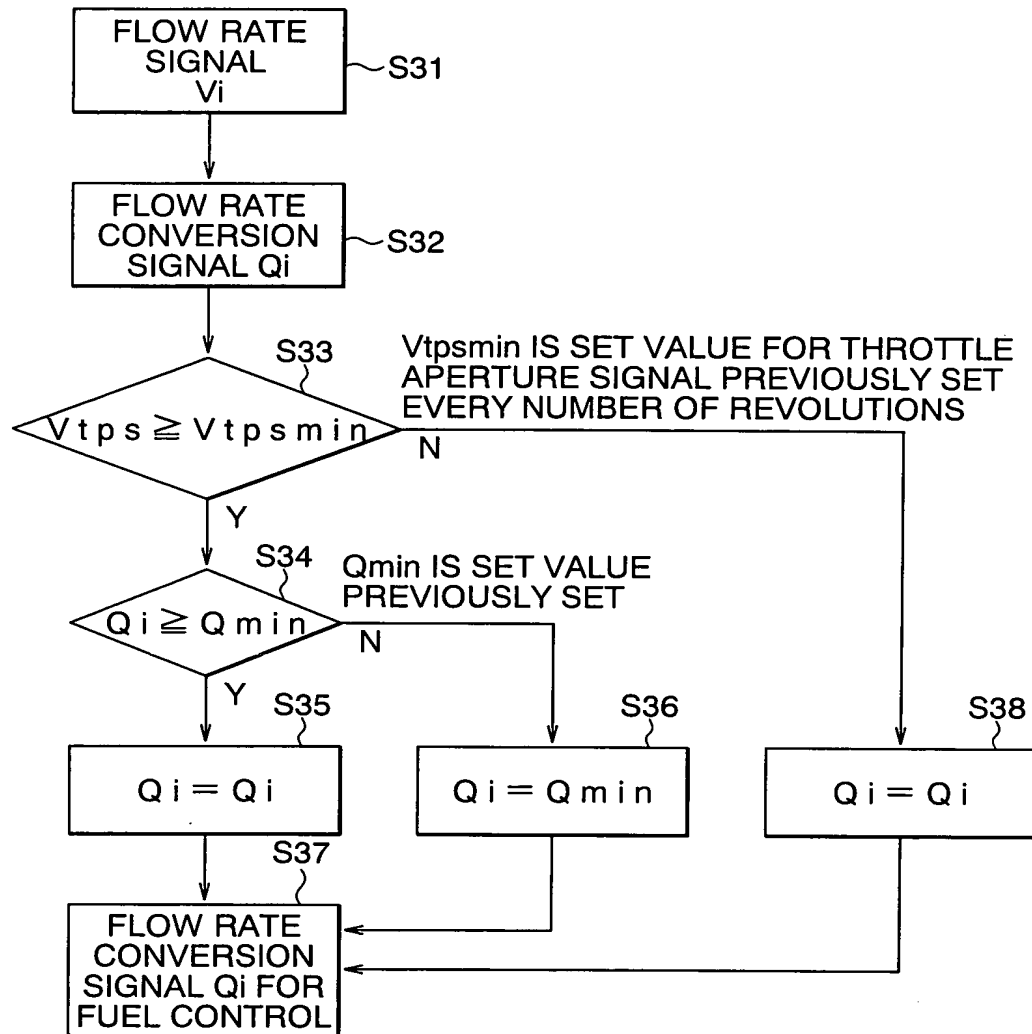 FLOW RATE
SIGNAL
Vi
S31
FLOW RATE
CONVERSION
SIGNAL Qi
S32
S33
Vtpsmin IS SET VALUE FOR THROTTLE
APERTURE SIGNAL PREVIOUSLY SET
EVERY NUMBER OF REVOLUTIONS
Vtps ≧ Vtpsmin
N
Y
S34
Qmin IS SET VALUE
PREVIOUSLY SET
Qi ≧ Qmin
N
Y
S35
S36
S38
Qi = Qi
Qi = Qmin
Qi = Qi
S37
FLOW RATE
CONVERSION
SIGNAL Qi FOR
FUEL CONTROL